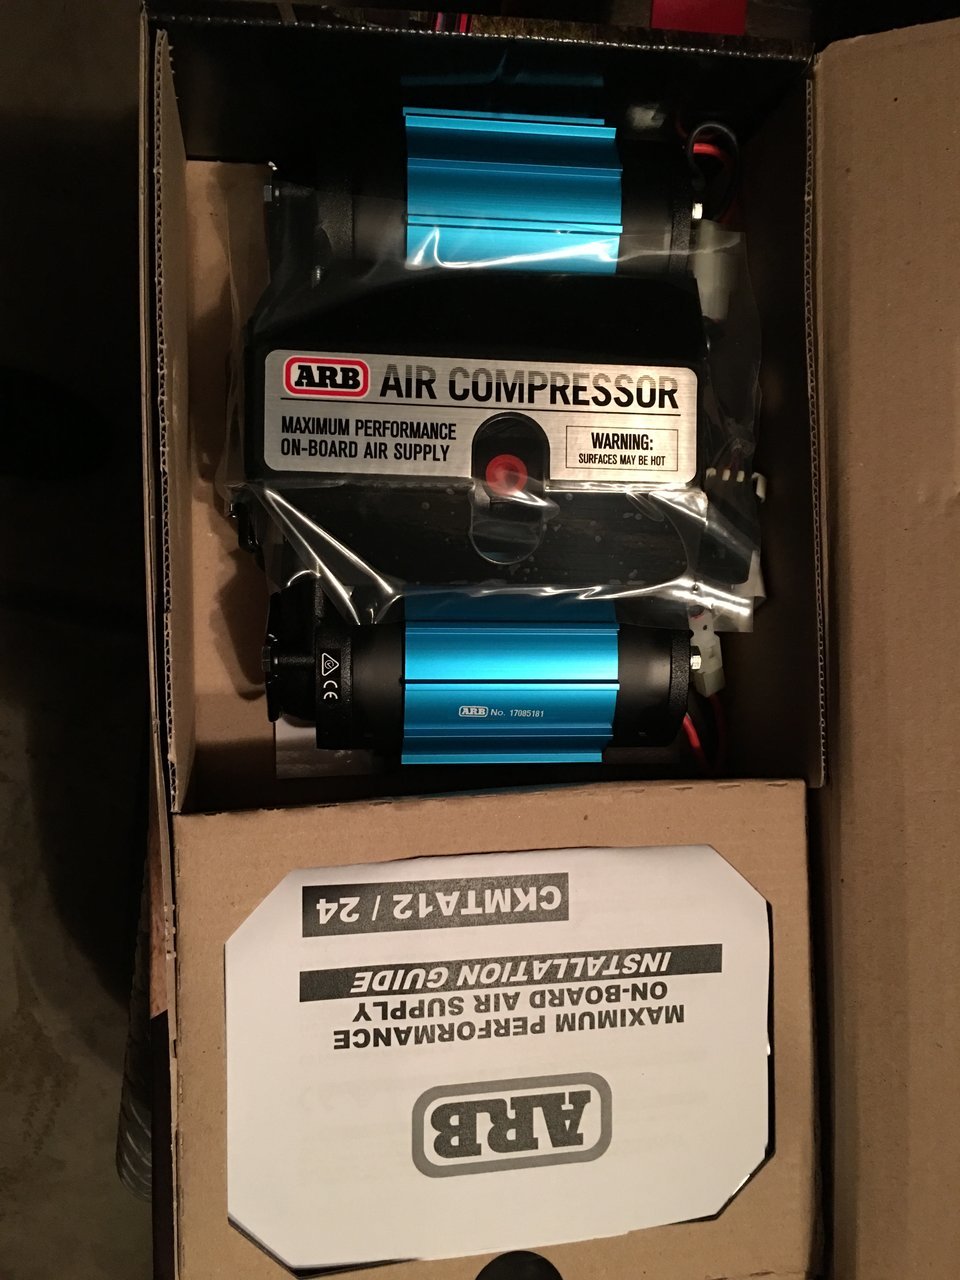 ARB AIR COMPRESSOR
MAXIMUM PERFORMANCE
ON-BOARD AIR SUPPLY
WARNING:
SURFACES MAY BE HOT
CE
ARB No. 17085181
ARB
MAXIMUM PERFORMANCE
ON-BOARD AIR SUPPLY
INSTALLATION GUIDE
CKMTA12 / 24